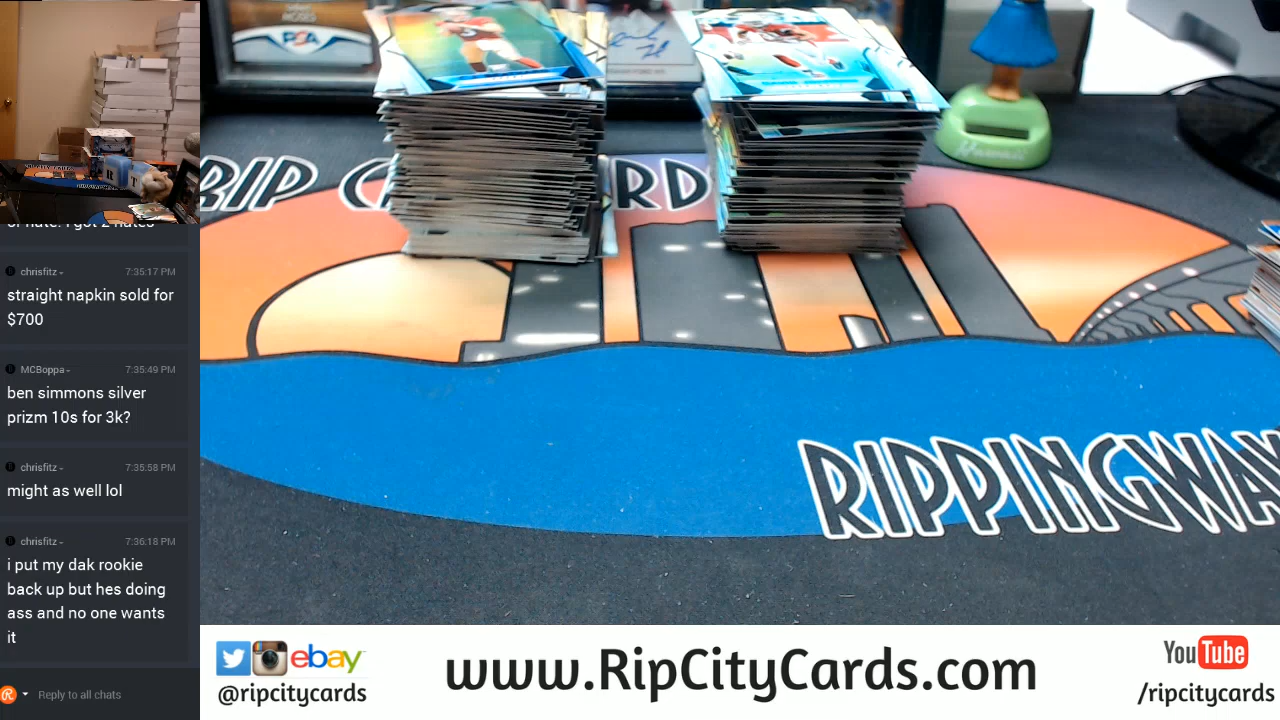 PSA
RIP C RD
RIPPINGWA
chrisfitz 7:35:17 PM
straight napkin sold for
$700
MCBoppa 7:35:49 PM
ben simmons silver
prizm 10s for 3k?
chrisfitz 7:35:58 PM
might as well lol
chrisfitz 7:36:18 PM
i put my dak rookie
back up but hes doing
ass and no one wants
it
Reply to all chats
ebay
@ripcitycards
www.RipCityCards.com
YouTube
/ripcitycards